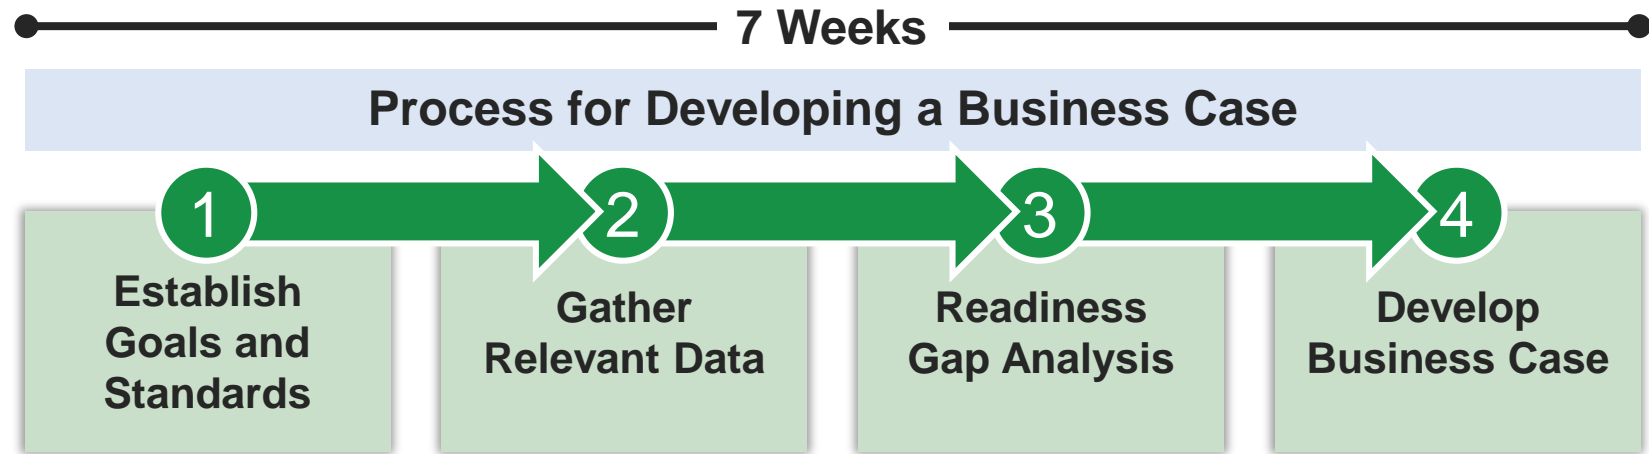 7 Weeks
Process for Developing a Business Case
1
2
3
4
Establish
Goals and
Standards
Gather
Relevant Data
Readiness
Gap Analysis
Develop
Business Case